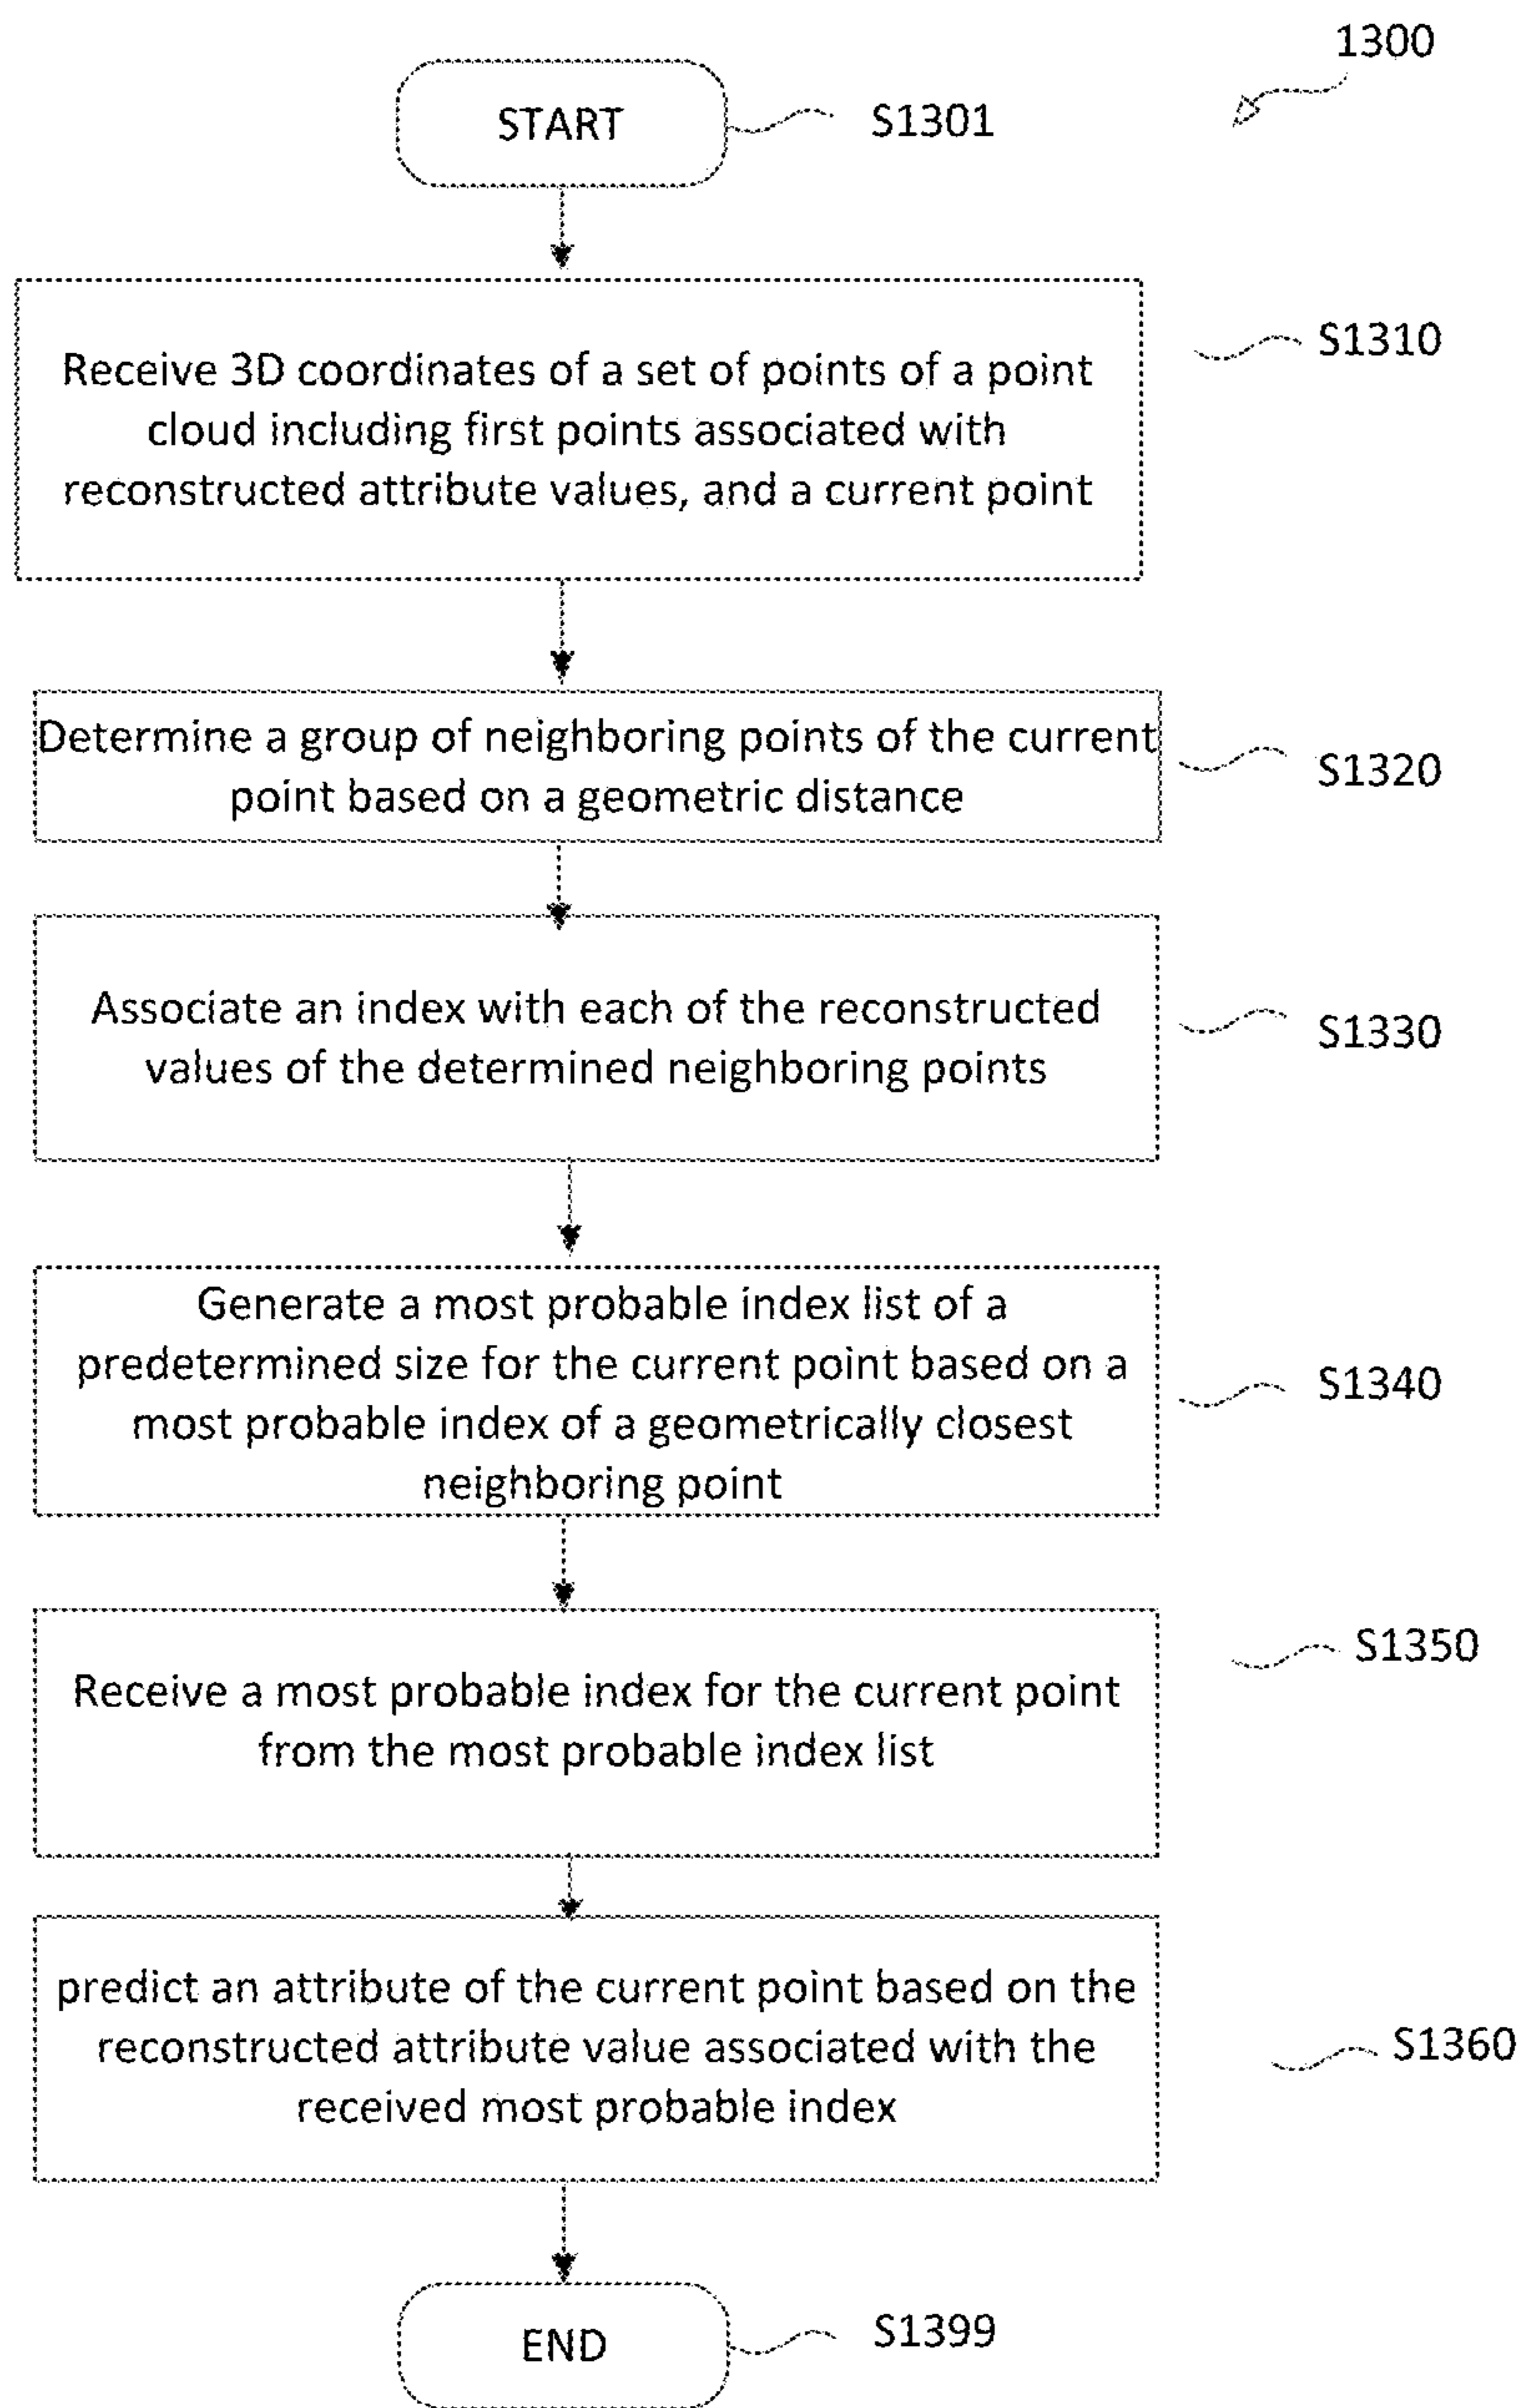 1300
START
S1301
Receive 3D coordinates of a set of points of a point
cloud including first points associated with
reconstructed attribute values, and a current point
S1310
Determine a group of neighboring points of the current
point based on a geometric distance
S1320
Associate an index with each of the reconstructed
values of the determined neighboring points
S1330
Generate a most probable index list of a
predetermined size for the current point based on a
most probable index of a geometrically closest
neighboring point
S1340
Receive a most probable index for the current point
from the most probable index list
S1350
predict an attribute of the current point based on the
reconstructed attribute value associated with the
received most probable index
S1360
END
S1399